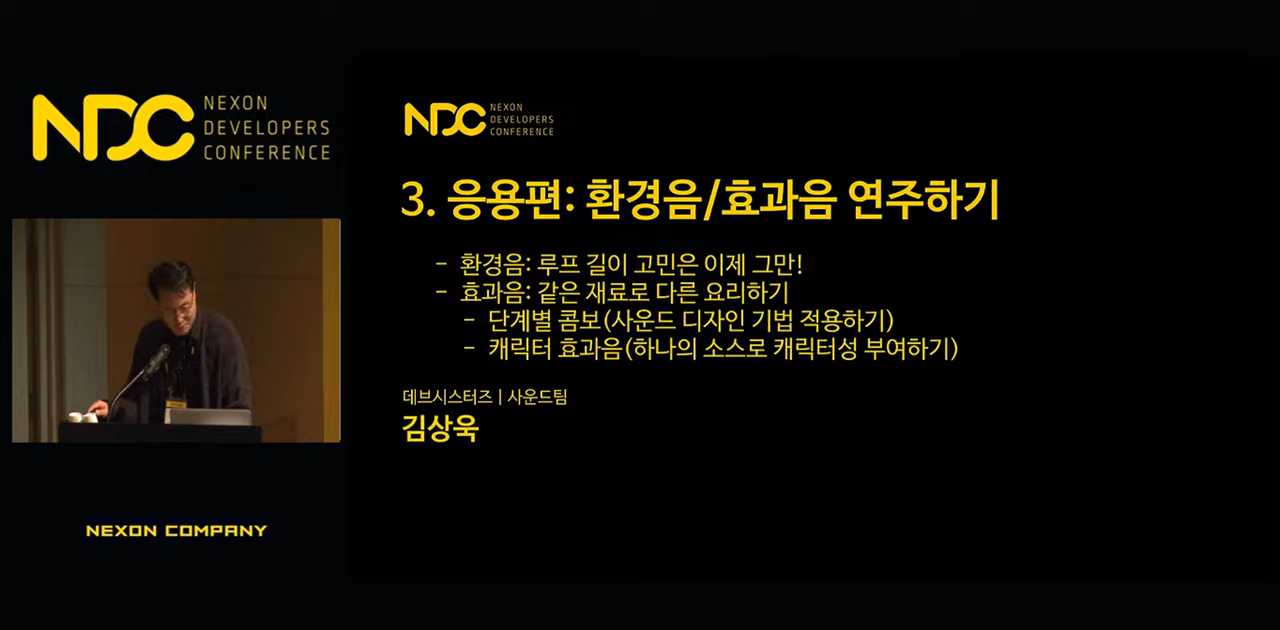 NDC NEXON
DEVELOPERS
CONFERENCE
NEXON COMPANY
NDC NEXON
DEVELOPERS
CONFERENCE
3. 응용편: 환경음/효과음 연주하기
- 환경음: 루프 길이 고민은 이제 그만!
- 효과음: 같은 재료로 다른 요리하기
- 단계별 콤보(사운드 디자인 기법 적용하기)
- 캐릭터 효과음(하나의 소스로 캐릭터성 부여하기)
데브시스터즈 | 사운드팀
김상욱